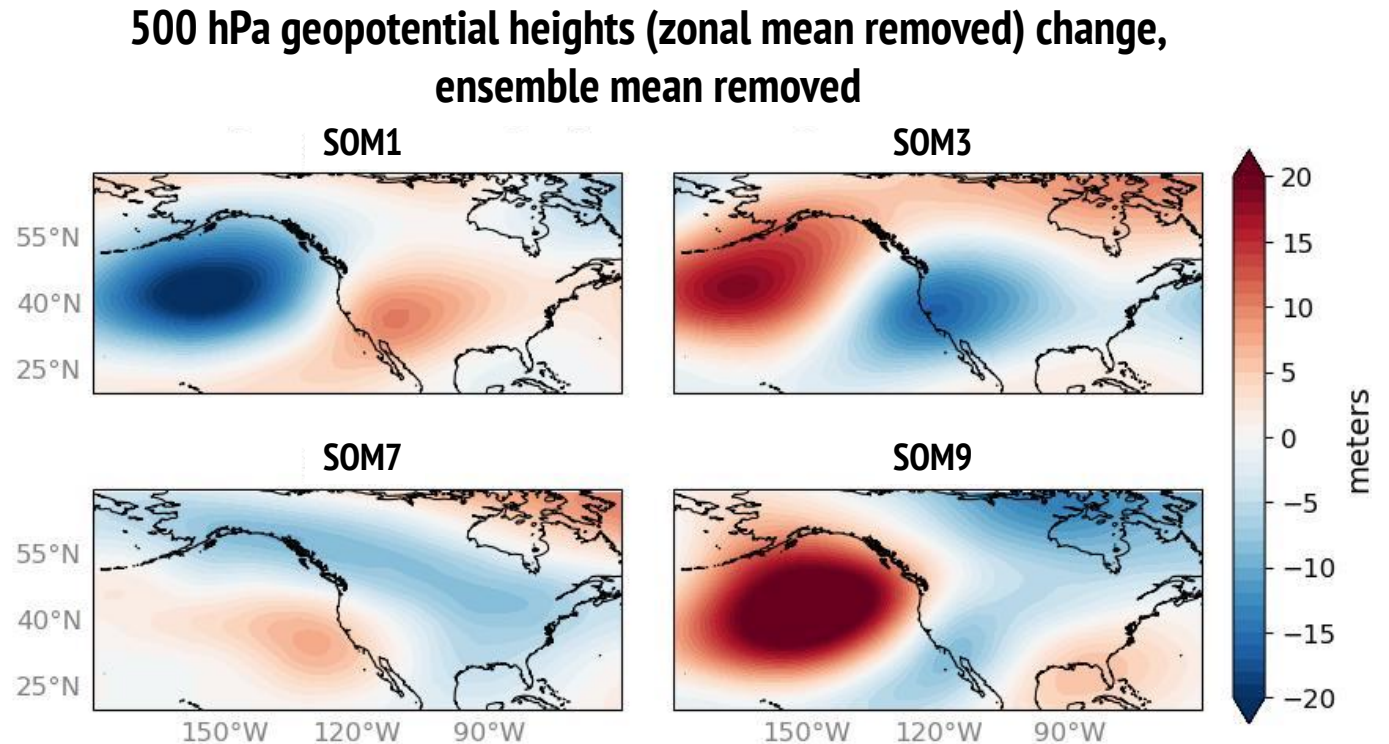 500 hPa geopotential heights (zonal mean removed) change,
ensemble mean removed
SOM1
SOM3
55°N
40°N
25°N
20
15
10
5
0
−5
−10
−15
−20
meters
SOM7
SOM9
55°N
40°N
25°N
150°W 120°W 90°W
150°W 120°W 90°W